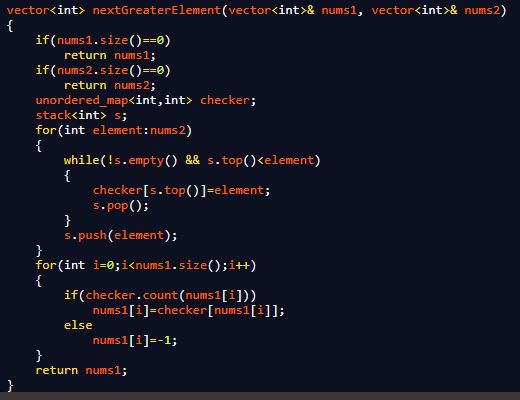 vector<int> nextGreaterElement(vector<int>& nums1, vector<int>& nums2)
{
    if(nums1.size()==0)
        return nums1;
    if(nums2.size()==0)
        return nums2;
    unordered_map<int,int> checker;
    stack<int> s;
    for(int element:nums2)
    {
        while(!s.empty() && s.top()<element)
        {
            checker[s.top()]=element;
            s.pop();
        }
        s.push(element);
    }
    for(int i=0;i<nums1.size();i++)
    {
        if(checker.count(nums1[i]))
            nums1[i]=checker[nums1[i]];
        else
            nums1[i]=-1;
    }
    return nums1;
}